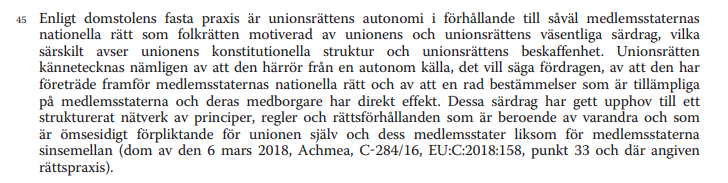 45 Enligt domstolens fasta praxis är unionsrättens autonomi i förhållande till såväl medlemsstaternas
nationella rätt som folkrätten motiverad av unionens och unionsrättens väsentliga särdrag, vilka
särskilt avser unionens konstitutionella struktur och unionsrättens beskaffenhet. Unionsrätten
kännetecknas nämligen av att den härrör från en autonom källa, det vill säga fördragen, av att den har
företräde framför medlemsstaternas nationella rätt och av att en rad bestämmelser som är tillämpliga
på medlemsstaterna och deras medborgare har direkt effekt. Dessa särdrag har gett upphov till ett
strukturerat nätverk av principer, regler och rättsförhållanden som är beroende av varandra och som
är ömsesidigt förpliktande för unionen själv och dess medlemsstater liksom för medlemsstaterna
sinsemellan (dom av den 6 mars 2018, Achmea, C-284/16, EU:C:2018:158, punkt 33 och där angiven
rättspraxis).